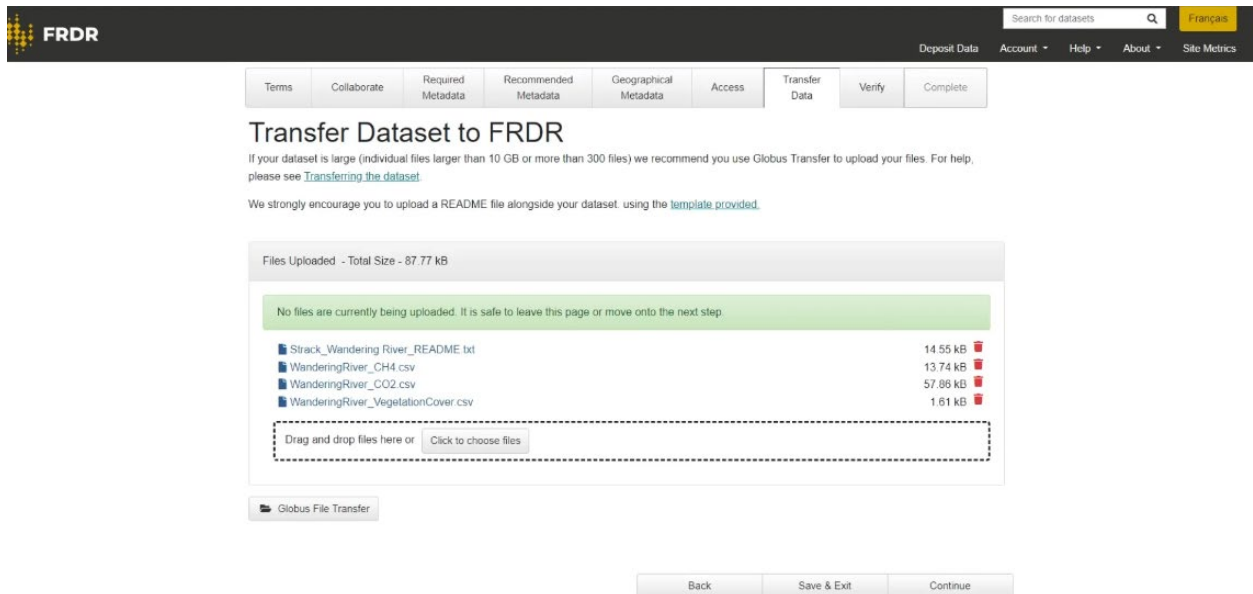 FRDR
Search for datasets
Français
Deposit Data Account Help About Site Metrics
Terms Collaborate Required Metadata Recommended Metadata Geographical Metadata Access Transfer Data Verify Complete
Transfer Dataset to FRDR
If your dataset is large (individual files larger than 10 GB or more than 300 files) we recommend you use Globus Transfer to upload your files. For help,
please see Transferring the dataset.
We strongly encourage you to upload a README file alongside your dataset. using the template provided.
Files Uploaded - Total Size - 87.77 kB
No files are currently being uploaded. It is safe to leave this page or move onto the next step.
Strack_Wandering River_README.txt 14.55 kB
WanderingRiver_CH4.csv 13.74 kB
WanderingRiver_CO2.csv 57.86 kB
WanderingRiver_VegetationCover.csv 1.61 kB
Drag and drop files here or Click to choose files
Globus File Transfer
Back Save & Exit Continue